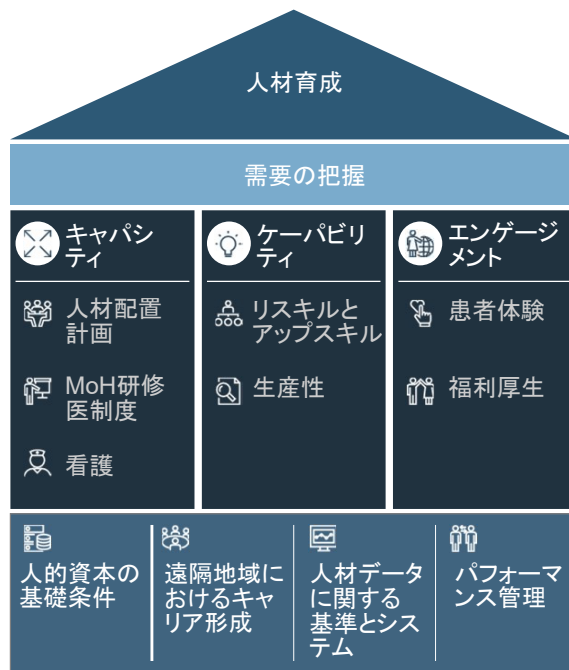 人材育成
需要の把握
キャパシ
ティ
人材配置
計画
MoH研修
医制度
看護
ケーパビリ
ティ
リスキルと
アップスキル
生産性
エンゲージ
メント
患者体験
福利厚生
人的資本の
基礎条件
遠隔地域に
おけるキャ
リア形成
人材データ
に関する
基準とシス
テム
パフォーマ
ンス管理